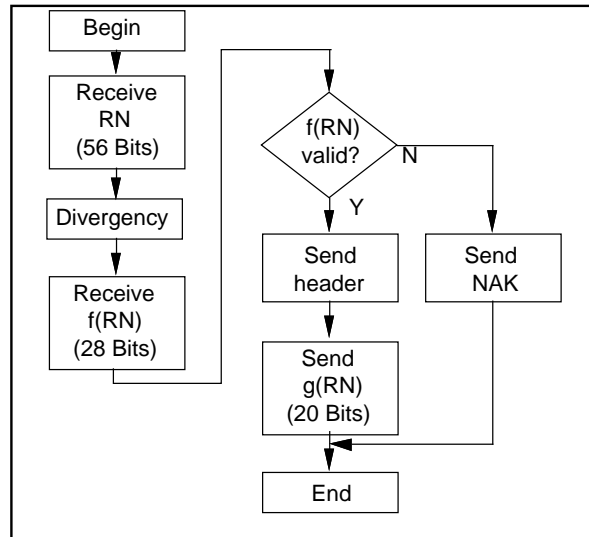 Begin
Receive
RN
(56 Bits)
Divergency
Receive
f(RN)
(28 Bits)
f(RN)
valid?
N
Y
Send
header
Send
NAK
Send
g(RN)
(20 Bits)
End